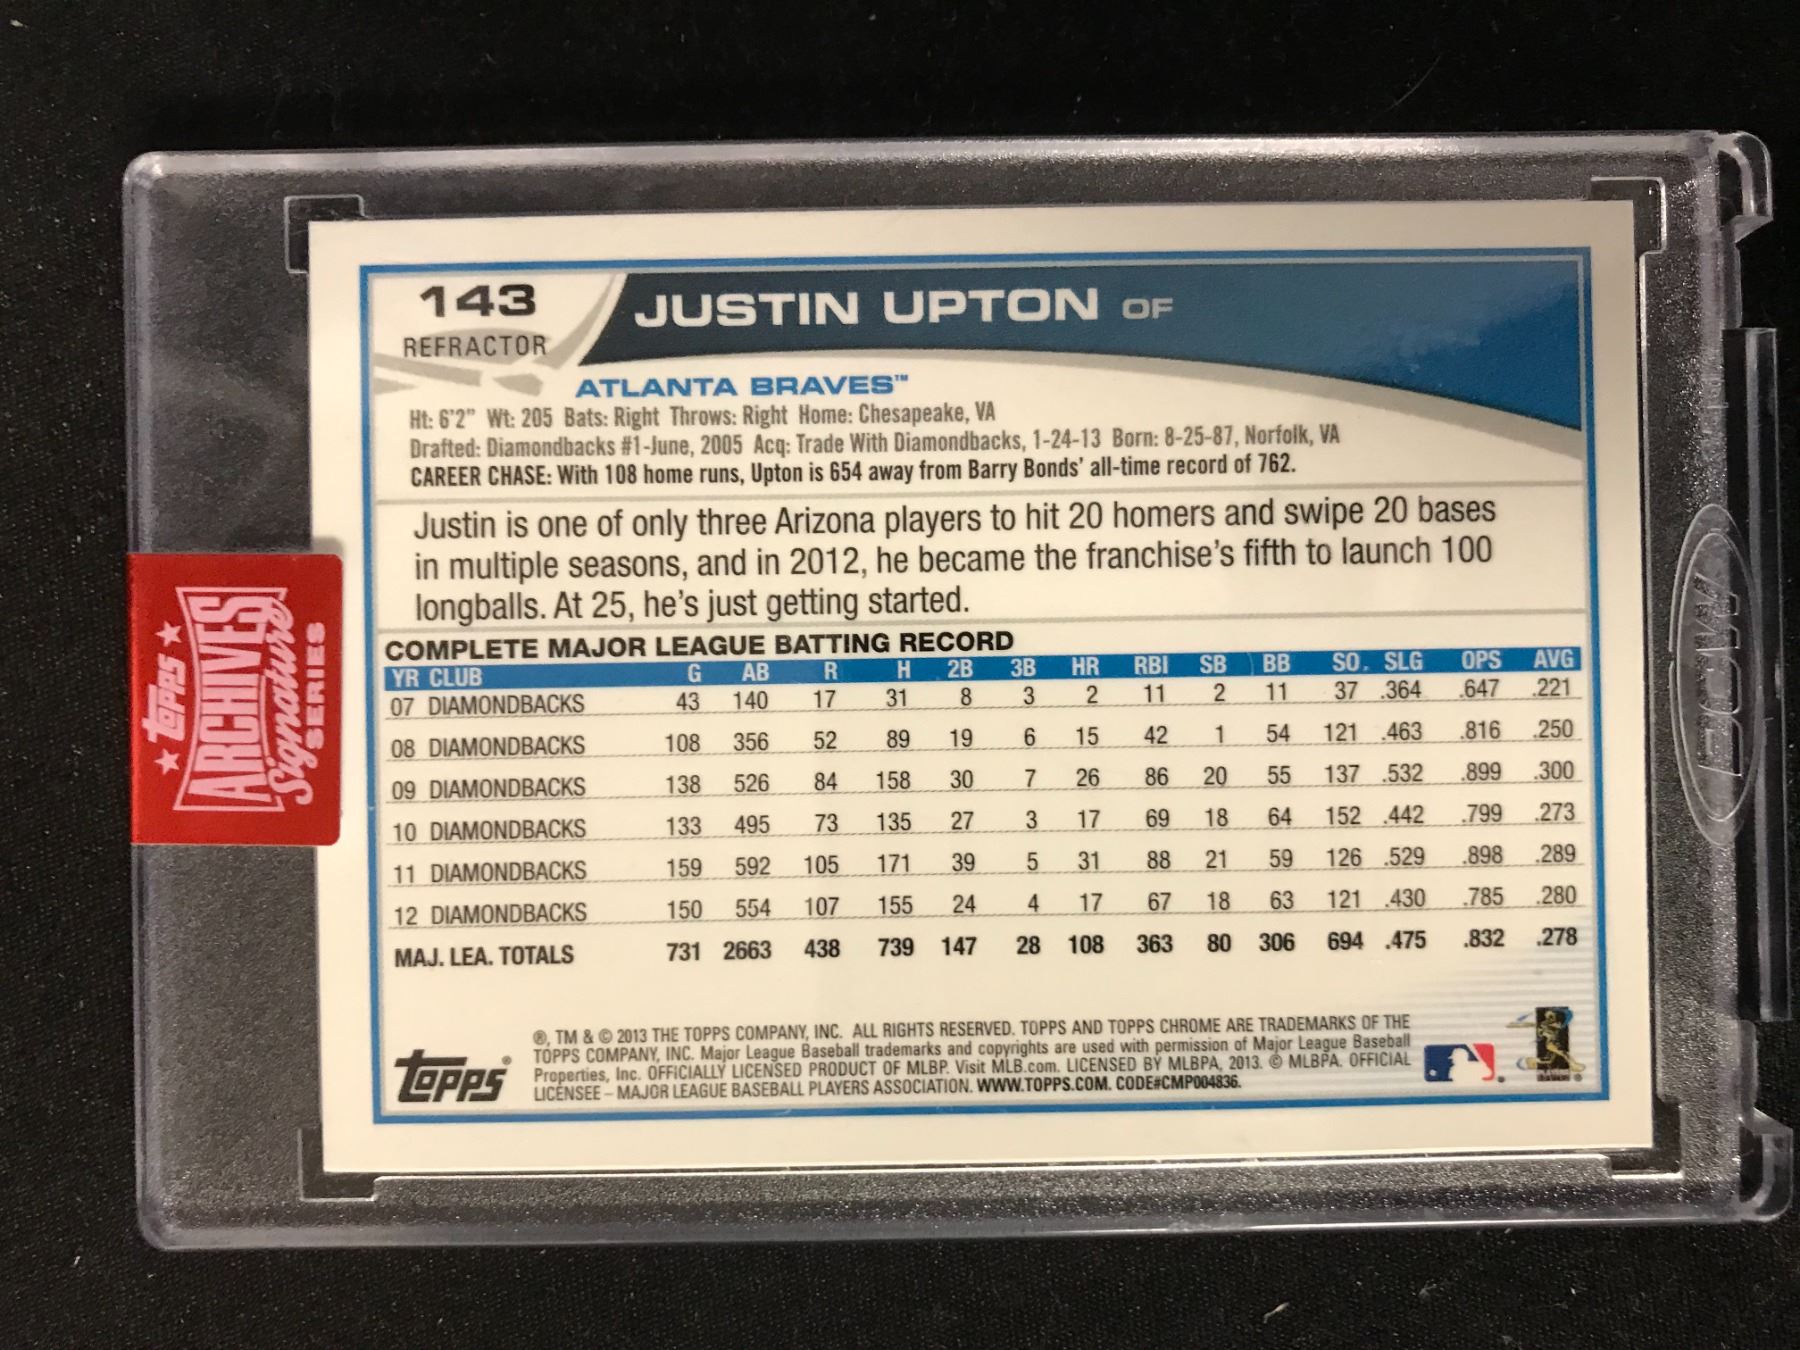 143
REFRACTOR
JUSTIN UPTON OF
ATLANTA BRAVES™
Ht: 6'2" Wt: 205 Bats: Right Throws: Right Home: Chesapeake, VA
Drafted: Diamondbacks #1-June, 2005 Acq: Trade With Diamondbacks, 1-24-13 Born: 8-25-87, Norfolk, VA
CAREER CHASE: With 108 home runs, Upton is 654 away from Barry Bonds' all-time record of 762.
Justin is one of only three Arizona players to hit 20 homers and swipe 20 bases
in multiple seasons, and in 2012, he became the franchise's fifth to launch 100
longballs. At 25, he's just getting started.
COMPLETE MAJOR LEAGUE BATTING RECORD
YR CLUB G AB R H 2B 3B HR RBI SB BB SO. SLG OPS AVG
07 DIAMONDBACKS 43 140 17 31 8 3 2 11 2 11 37 .364 .647 .221
08 DIAMONDBACKS 108 356 52 89 19 6 15 42 1 54 121 .463 .816 .250
09 DIAMONDBACKS 138 526 84 158 30 7 26 86 20 55 137 .532 .899 .300
10 DIAMONDBACKS 133 495 73 135 27 3 17 69 18 64 152 .442 .799 .273
11 DIAMONDBACKS 159 592 105 171 39 5 31 88 21 59 126 .529 .898 .289
12 DIAMONDBACKS 150 554 107 155 24 4 17 67 18 63 121 .430 .785 .280
MAJ. LEA. TOTALS 731 2663 438 739 147 28 108 363 80 306 694 .475 .832 .278
®, TM & © 2013 THE TOPPS COMPANY, INC. ALL RIGHTS RESERVED. TOPPS AND TOPPS CHROME ARE TRADEMARKS OF THE
TOPPS COMPANY, INC. Major League Baseball trademarks and copyrights are used with permission of Major League Baseball
Properties, Inc. OFFICIALLY LICENSED PRODUCT OF MLBP. Visit MLB.com. LICENSED BY MLBPA, 2013. © MLBPA. OFFICIAL
LICENSEE – MAJOR LEAGUE BASEBALL PLAYERS ASSOCIATION. WWW.TOPPS.COM. CODE#CMP004836.
Topps®
Topps
ARCHIVES
Signature
SERIES